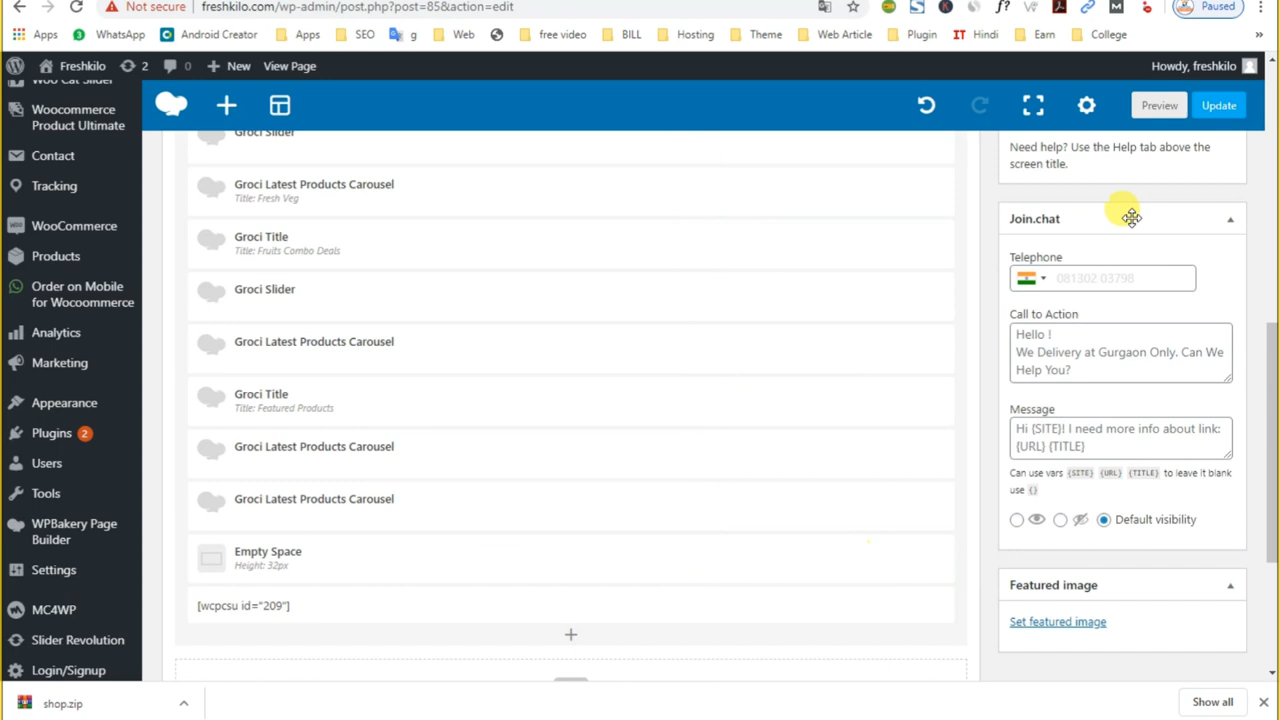 Not secure freshkilo.com/wp-admin/post.php?post=85&action=edit
Paused
Apps WhatsApp Android Creator Apps SEO g Web free video BILL Hosting Theme Web Article Plugin IT Hindi Earn College »
Freshkilo 2 0 New View Page Howdy, freshkilo
Woo Cat Slider
Woocommerce
Product Ultimate
Contact
Tracking
WooCommerce
Products
Order on Mobile
for Wocoommerce
Analytics
Marketing
Appearance
Plugins 2
Users
Tools
WPBakery Page
Builder
Settings
MC4WP
Slider Revolution
Login/Signup
Preview Update
Groci Slider
Groci Latest Products Carousel
Title: Fresh Veg
Groci Title
Title: Fruits Combo Deals
Groci Slider
Groci Latest Products Carousel
Groci Title
Title: Featured Products
Groci Latest Products Carousel
Groci Latest Products Carousel
Empty Space
Height: 32px
[wcpcsu id="209"]
Need help? Use the Help tab above the
screen title.
Join.chat
Telephone
081302 03798
Call to Action
Hello !
We Delivery at Gurgaon Only. Can We
Help You?
Message
Hi {SITE}! I need more info about link:
{URL} {TITLE}
Can use vars {SITE} {URL} {TITLE} to leave it blank
use {}
Default visibility
Featured image
Set featured image
shop.zip
Show all